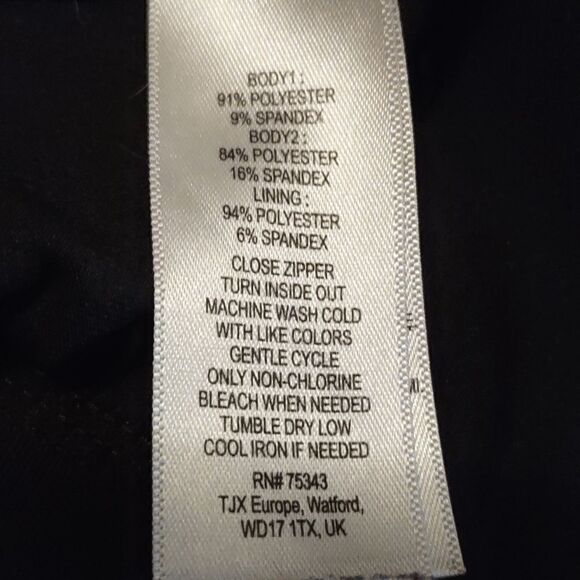 BODY1 :
91% POLYESTER
9% SPANDEX
BODY2 :
84% POLYESTER
16% SPANDEX
LINING :
94% POLYESTER
6% SPANDEX
CLOSE ZIPPER
TURN INSIDE OUT
MACHINE WASH COLD
WITH LIKE COLORS
GENTLE CYCLE
ONLY NON-CHLORINE
BLEACH WHEN NEEDED
TUMBLE DRY LOW
COOL IRON IF NEEDED
RN# 75343
TJX Europe, Watford,
WD17 1TX, UK